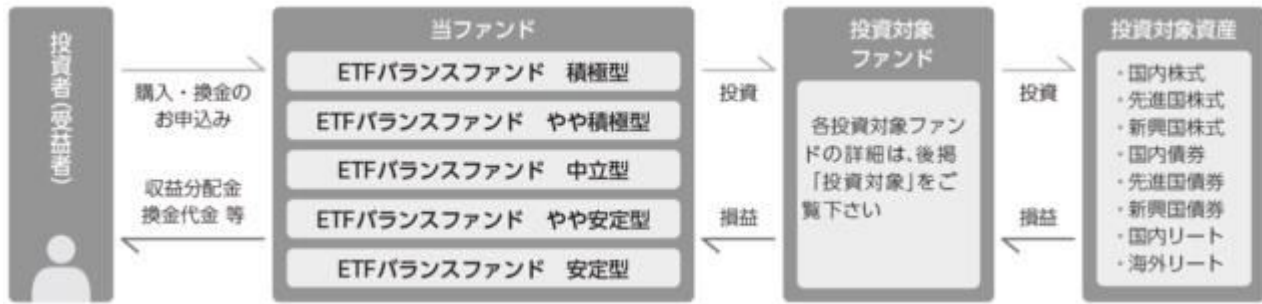 投資者(受益者)
購入・換金の
お申込み
収益分配金
換金代金 等
当ファンド
ETFバランスファンド　積極型
ETFバランスファンド　やや積極型
ETFバランスファンド　中立型
ETFバランスファンド　やや安定型
ETFバランスファンド　安定型
投資
損益
投資対象
ファンド
各投資対象ファン
ドの詳細は、後掲
「投資対象」をご
覧下さい
投資
損益
投資対象資産
・国内株式
・先進国株式
・新興国株式
・国内債券
・先進国債券
・新興国債券
・国内リート
・海外リート